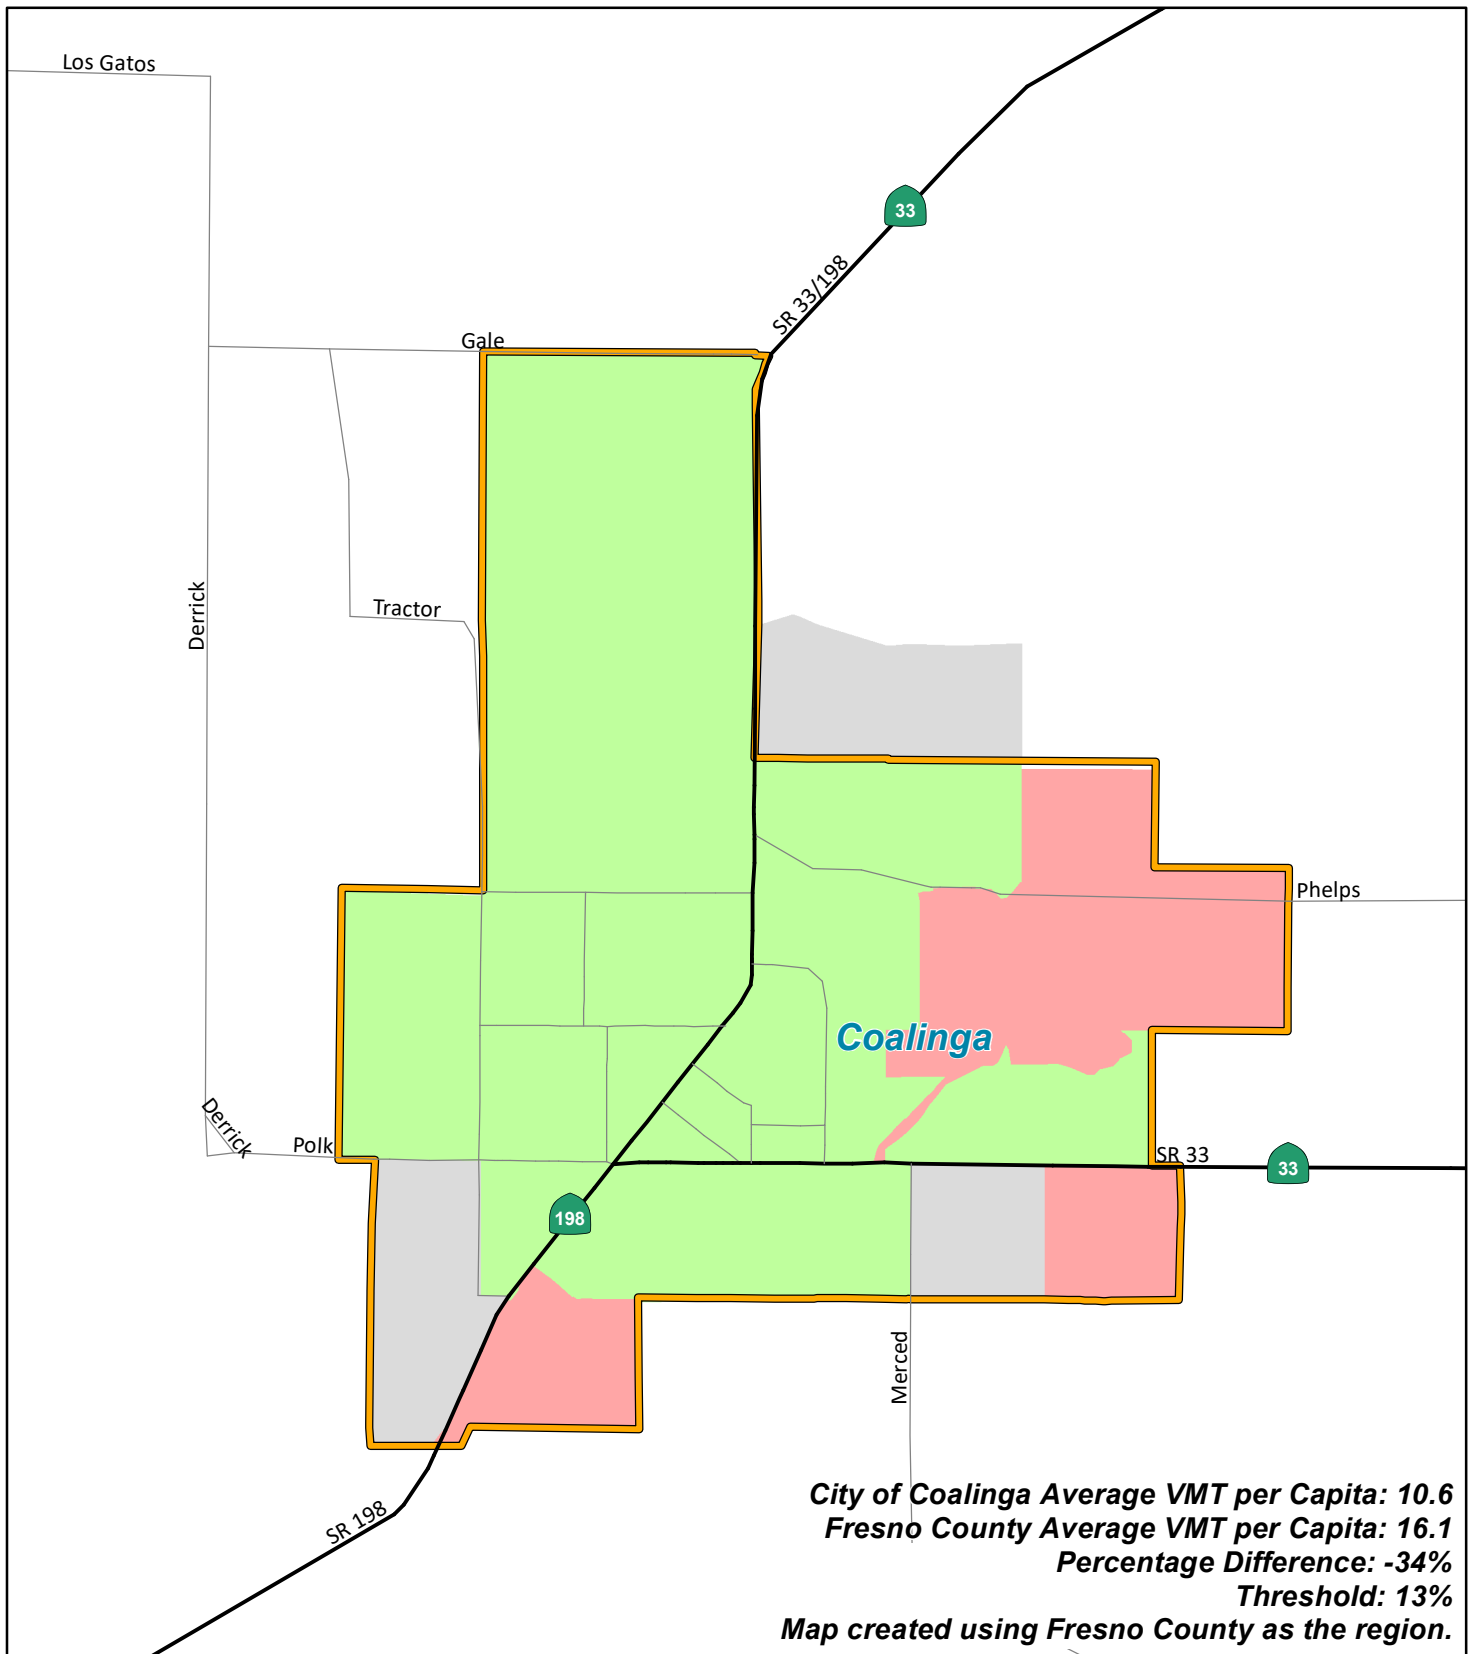 Los Gatos
33
SR 33/198
Gale
Derrick
Tractor
Phelps
Coalinga
Derrick
Polk
SR 33
33
198
Merced
SR 198
City of Coalinga Average VMT per Capita: 10.6
Fresno County Average VMT per Capita: 16.1
Percentage Difference: -34%
Threshold: 13%
Map created using Fresno County as the region.